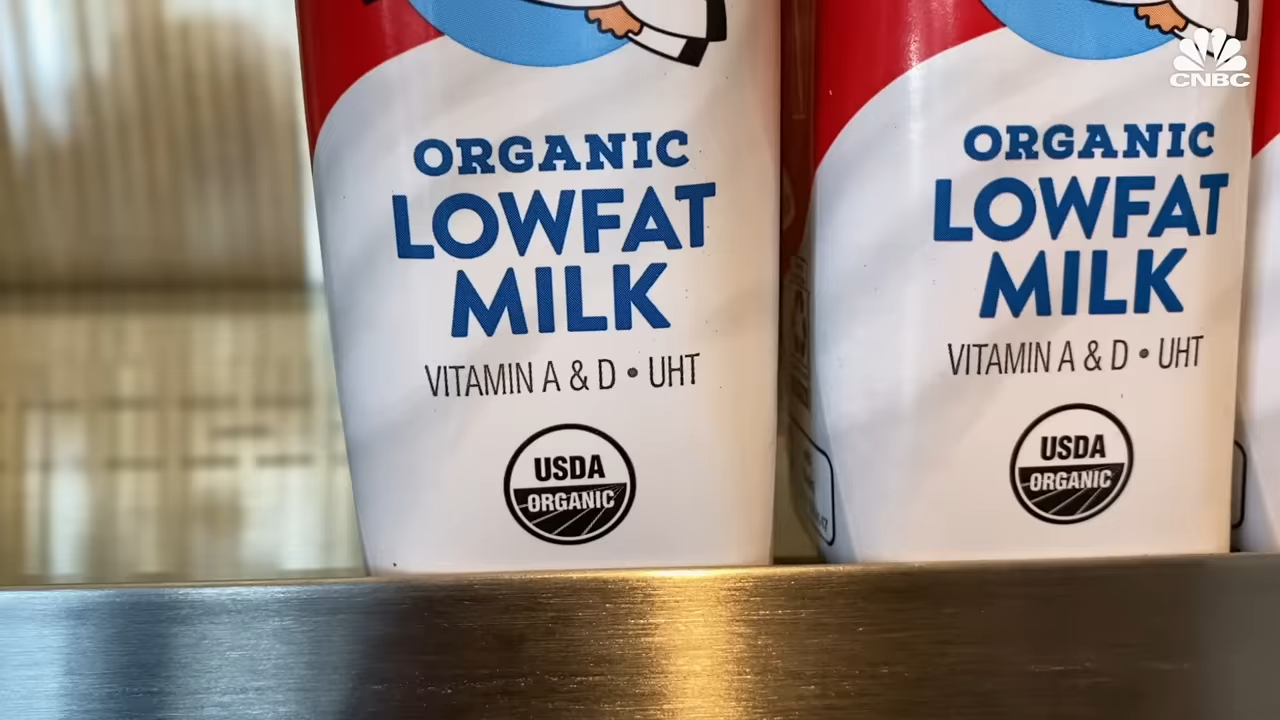 ORGANIC
LOWFAT
MILK
VITAMIN A & D • UHT
USDA
ORGANIC
ORGANIC
LOWFAT
MILK
VITAMIN A & D • UHT
USDA
ORGANIC
CNBC